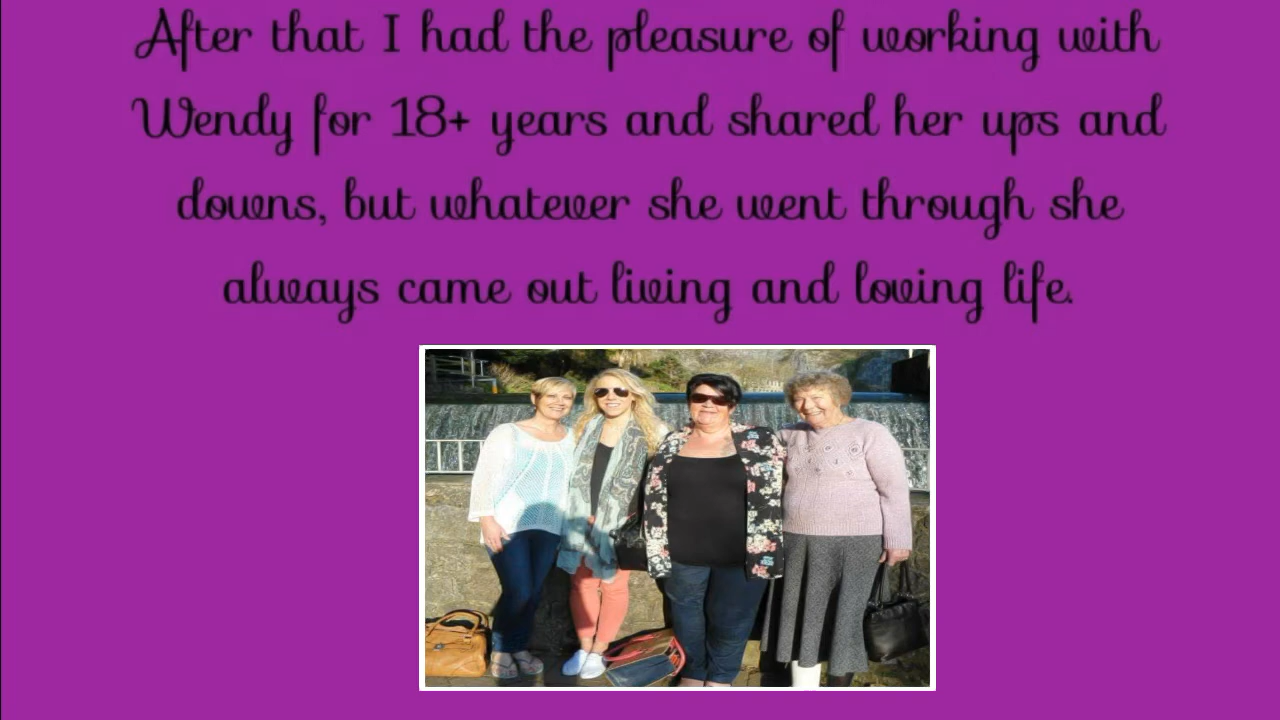 After that I had the pleasure of working with
Wendy for 18+ years and shared her ups and
downs, but whatever she went through she
always came out living and loving life.